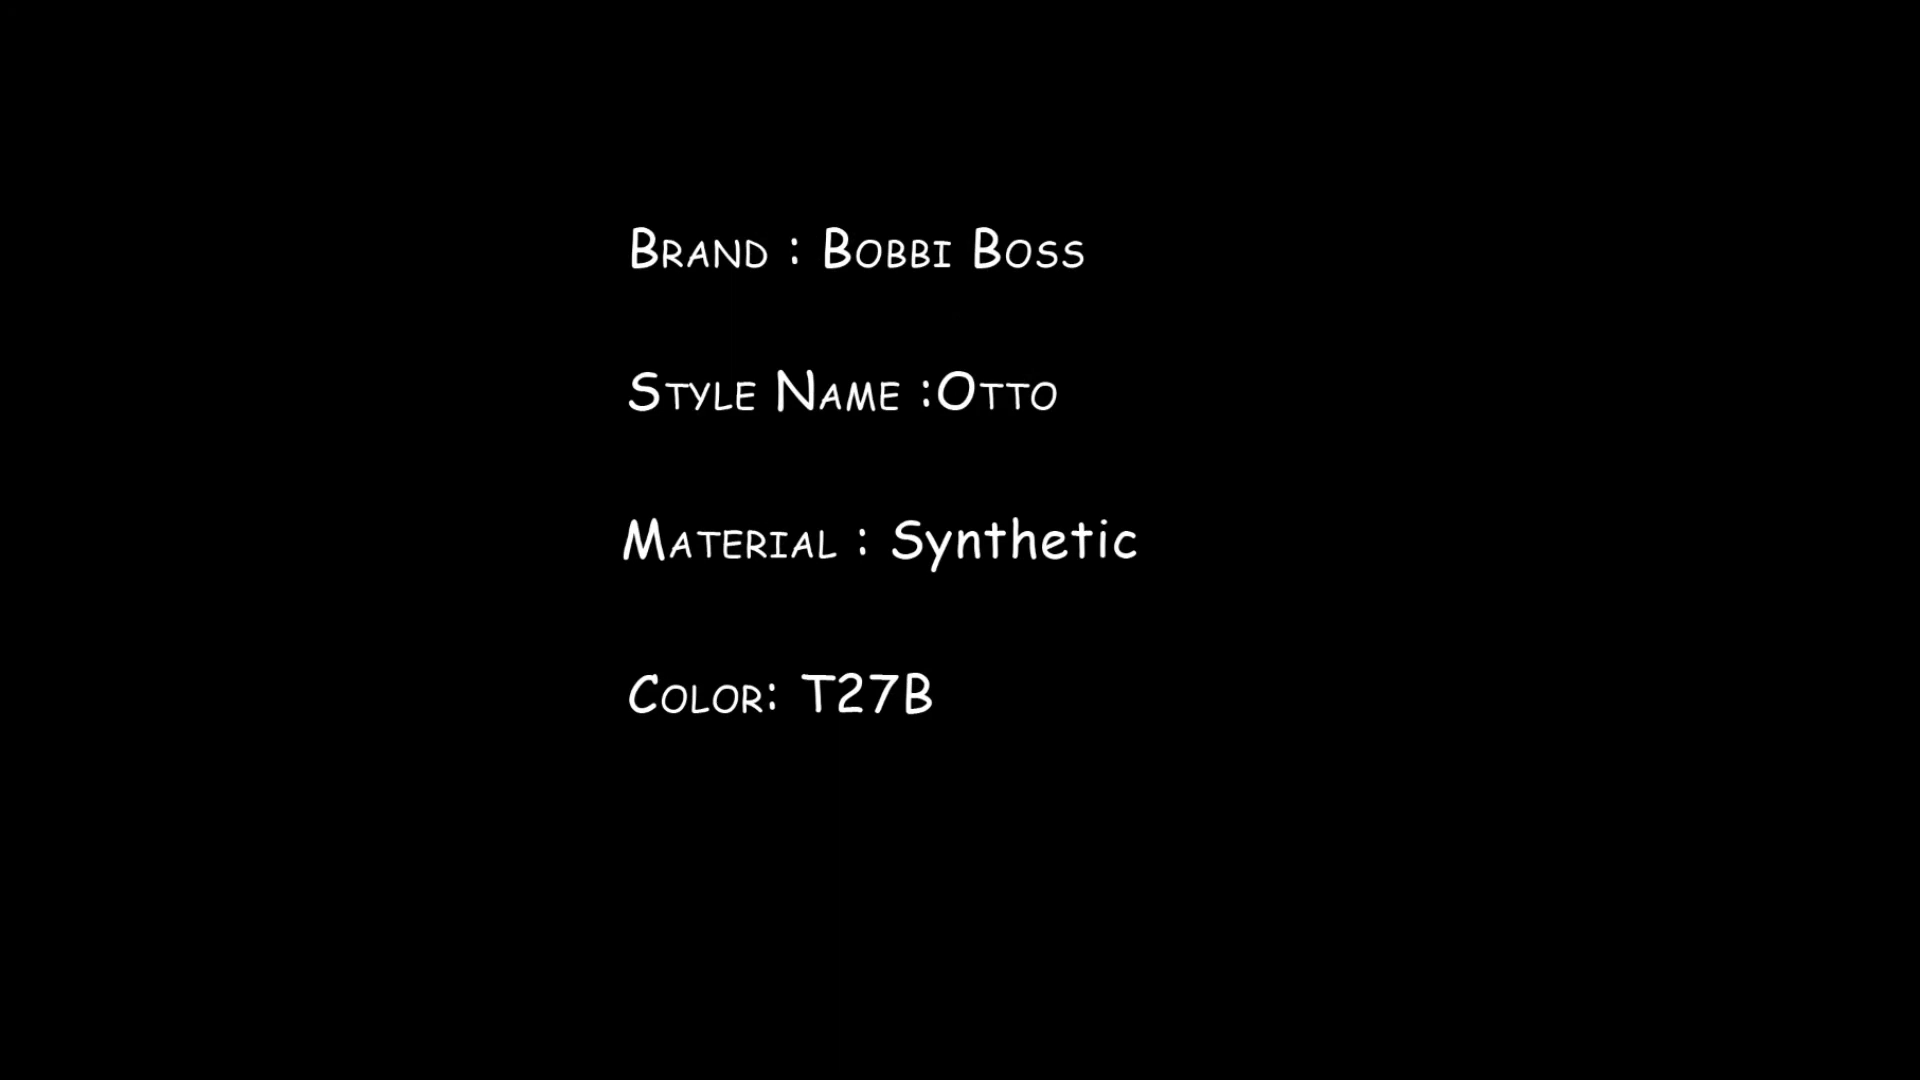 Brand : Bobbi Boss
Style Name :Otto
Material : Synthetic
Color: T27B